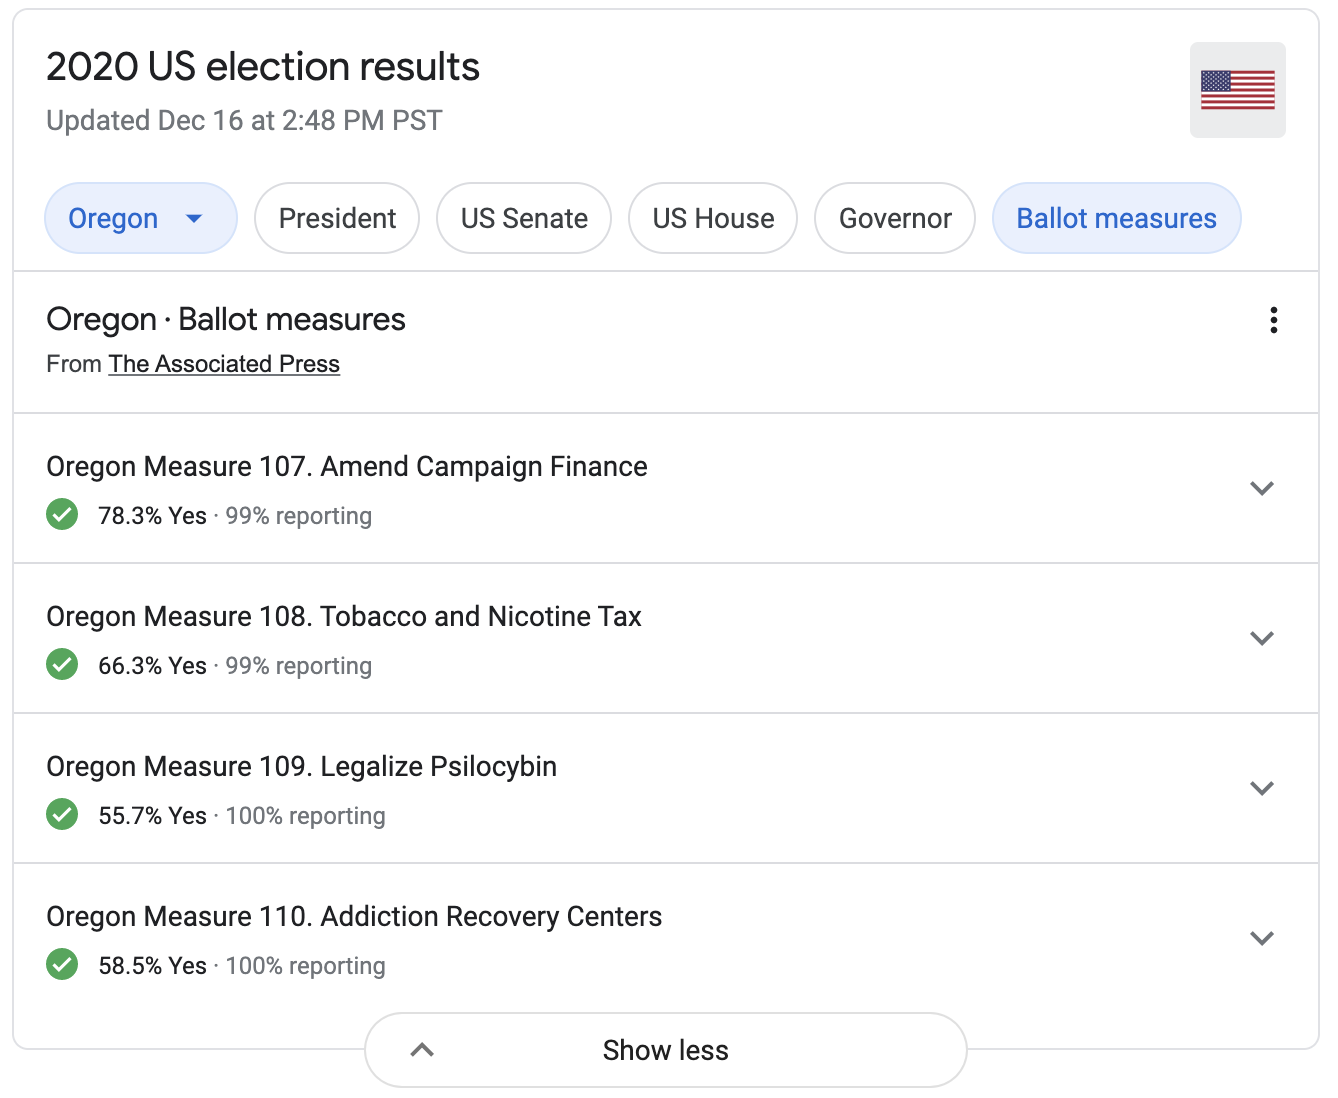 2020 US election results
Updated Dec 16 at 2:48 PM PST
Oregon
President
US Senate
US House
Governor
Ballot measures
Oregon · Ballot measures
From The Associated Press
Oregon Measure 107. Amend Campaign Finance
78.3% Yes · 99% reporting
Oregon Measure 108. Tobacco and Nicotine Tax
66.3% Yes · 99% reporting
Oregon Measure 109. Legalize Psilocybin
55.7% Yes · 100% reporting
Oregon Measure 110. Addiction Recovery Centers
58.5% Yes · 100% reporting
Show less